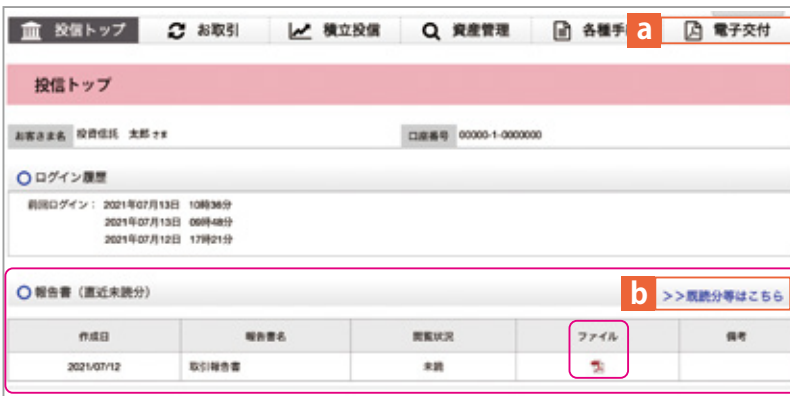 投信トップ お取引 積立投信 資産管理 各種手 a 電子交付
投信トップ
お客さま名 投資信託 太郎さま 口座番号 00000-1-0000000
ログイン履歴
前回ログイン： 2021年07月13日 10時36分
2021年07月13日 09時48分
2021年07月12日 17時21分
報告書（直近未読分） b >>既読分等はこちら
作成日 報告書名 閲覧状況 ファイル 備考
2021/07/12 取引報告書 未読